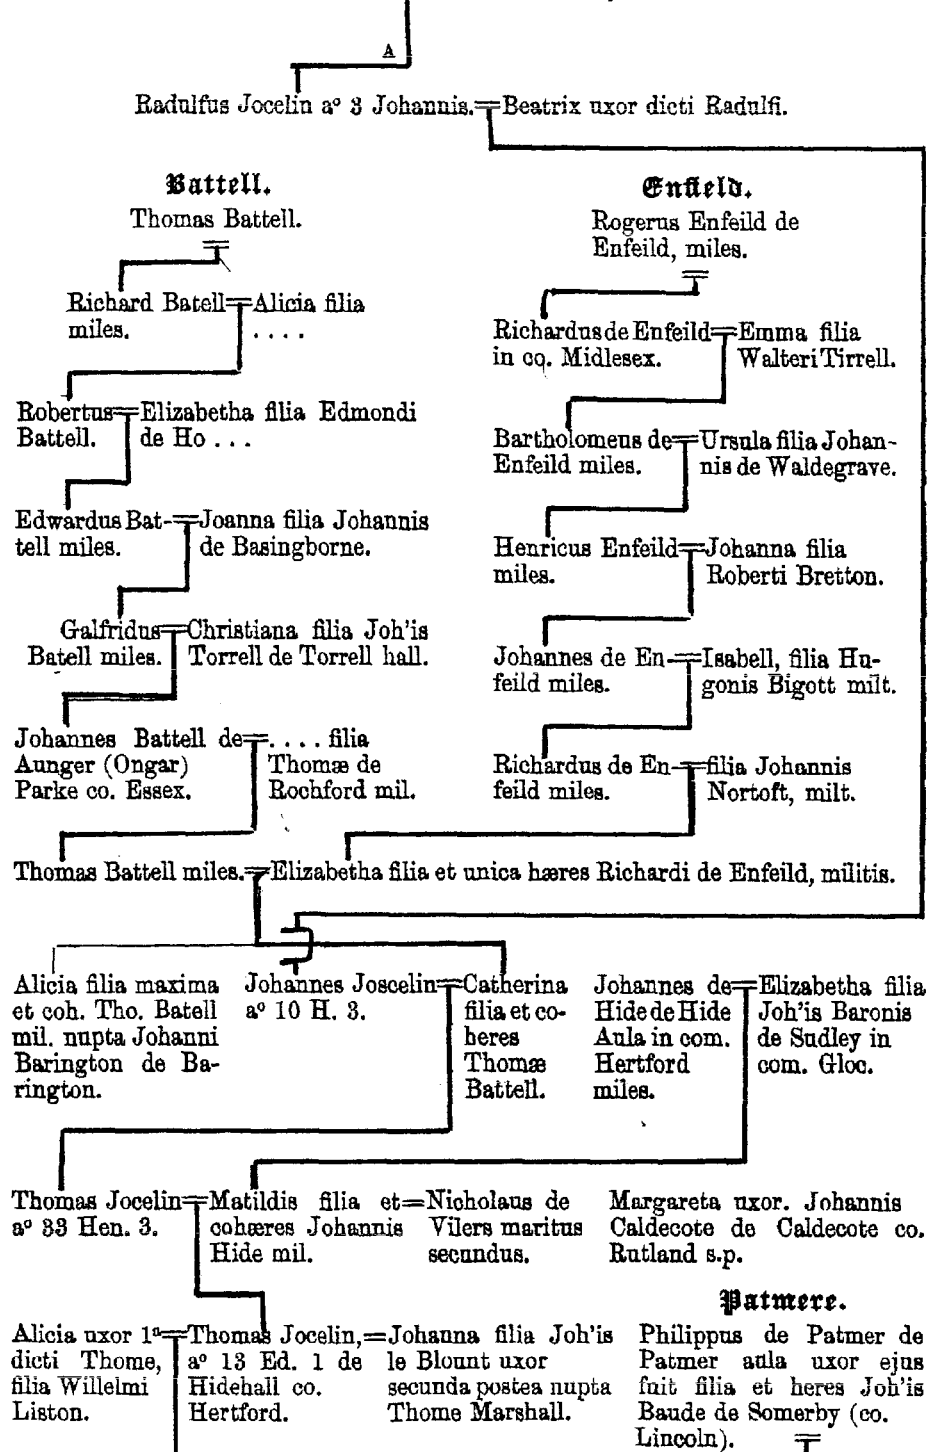 A
Radulfus Jocelin aº 3 Johannis.=Beatrix uxor dicti Radulfi.
Battell.
Thomas Battell.
Richard Batell=Alicia filia
miles. . . . .
Robertus=Elizabetha filia Edmondi
Battell. de Ho . . .
Edwardus Bat-=Joanna filia Johannis
tell miles. de Basingborne.
Galfridus=Christiana filia Joh'is
Batell miles. Torrell de Torrell hall.
Johannes Battell de=. . . . filia
Aunger (Ongar) Thomæ de
Parke co. Essex. Rochford mil.
Enfield.
Rogerus Enfeild de
Enfeild, miles.
Richardus de Enfeild=Emma filia
in co. Midlesex. Walteri Tirrell.
Bartholomeus de=Ursula filia Johan-
Enfeild miles. nis de Waldegrave.
Henricus Enfeild=Johanna filia
miles. Roberti Bretton.
Johannes de En-=Isabell, filia Hu-
feild miles. gonis Bigott milt.
Richardus de En-=filia Johannis
feild miles. Nortoft, milt.
Thomas Battell miles.=Elizabetha filia et unica hæres Richardi de Enfeild, militis.
Alicia filia maxima
et coh. Tho. Batell
mil. nupta Johanni
Barington de Ba-
rington.
Johannes Joscelin=Catherina
aº 10 H. 3. filia et co-
heres
Thomæ
Battell.
Johannes de=Elizabetha filia
Hide de Hide Joh'is Baronis
Aula in com. de Sudley in
Hertford com. Gloc.
miles.
Thomas Jocelin=Matildis filia et=Nicholaus de
aº 33 Hen. 3. cohæres Johannis Vilers maritus
Hide mil. secundus.
Margareta uxor. Johannis
Caldecote de Caldecote co.
Rutland s.p.
Alicia uxor 1ª=Thomas Jocelin,=Johanna filia Joh'is
dicti Thome, aº 13 Ed. 1 de le Blount uxor
filia Willelmi Hidehall co. secunda postea nupta
Liston. Hertford. Thome Marshall.
Patmere.
Philippus de Patmer de
Patmer aula uxor ejus
fuit filia et heres Joh'is
Baude de Somerby (co.
Lincoln).